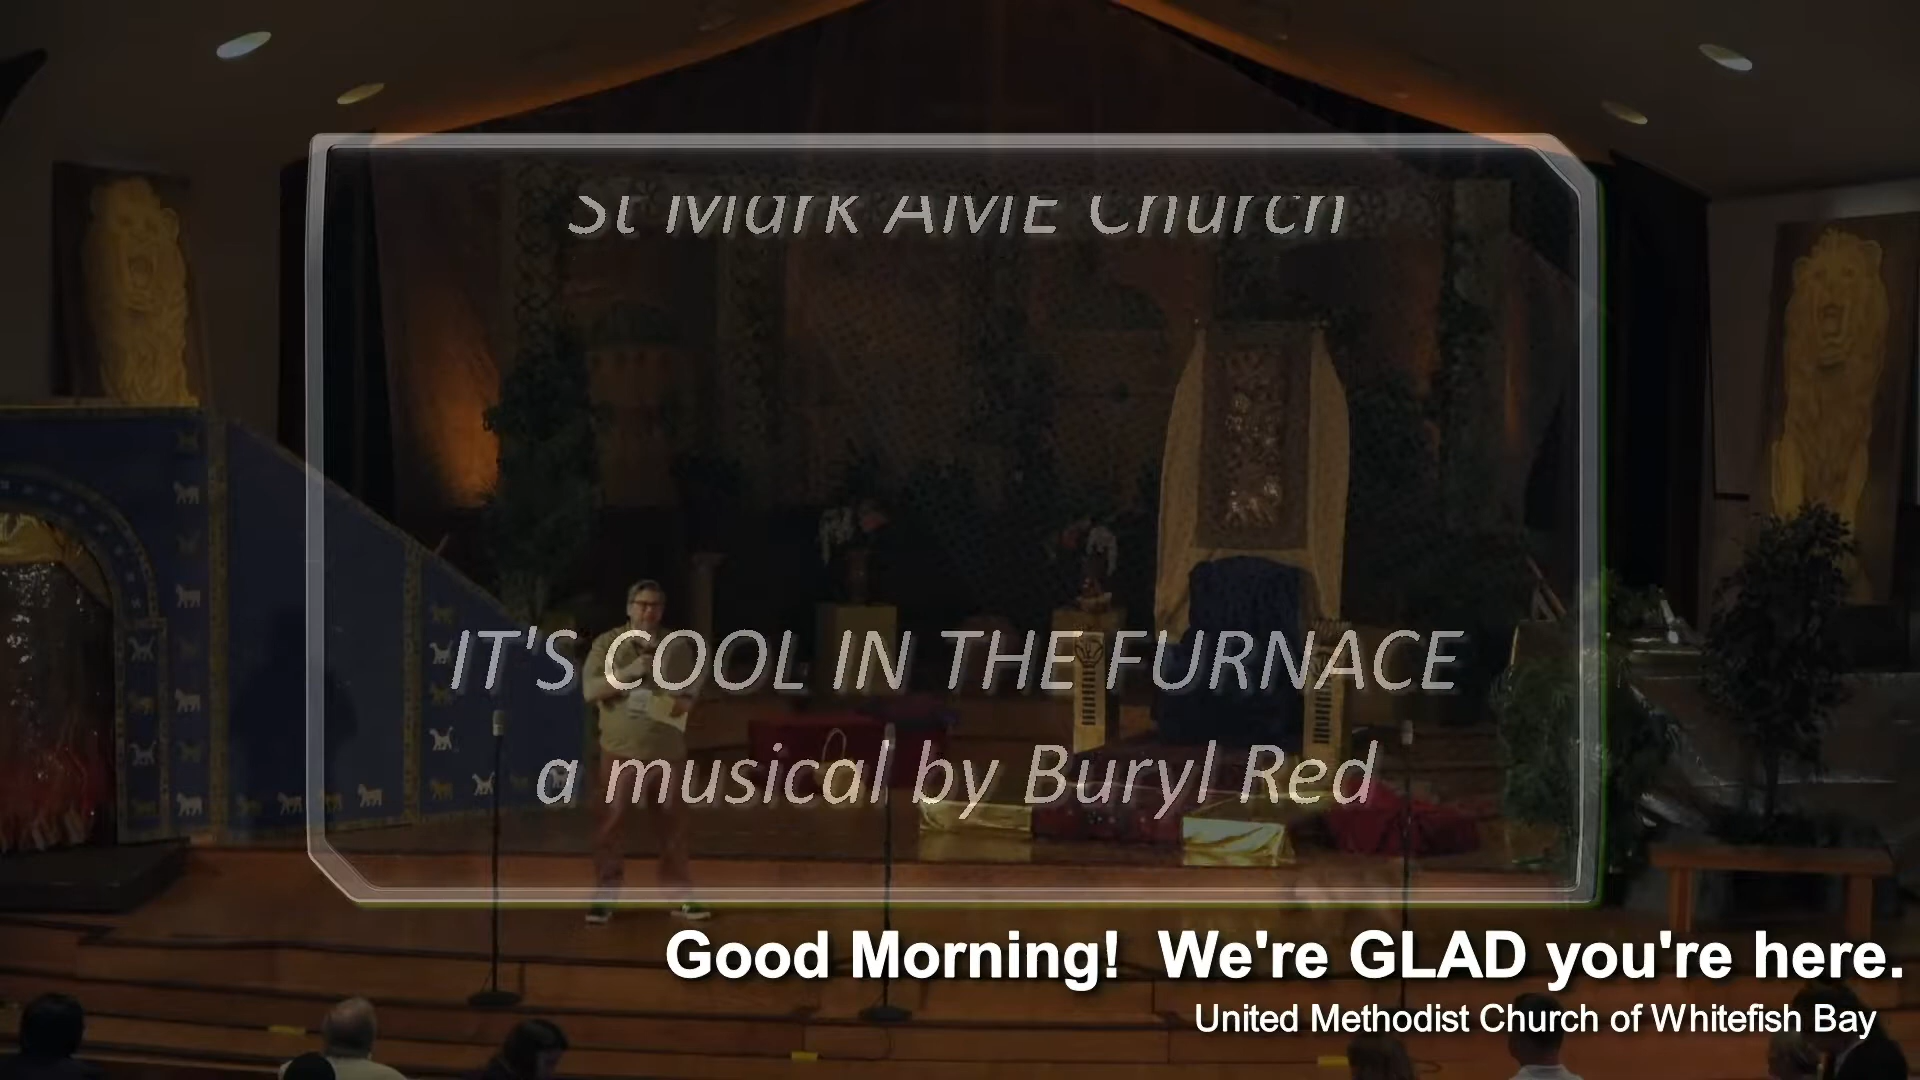 St Mark AME Church
IT'S COOL IN THE FURNACE
a musical by Buryl Red
Good Morning!  We're GLAD you're here.
United Methodist Church of Whitefish Bay